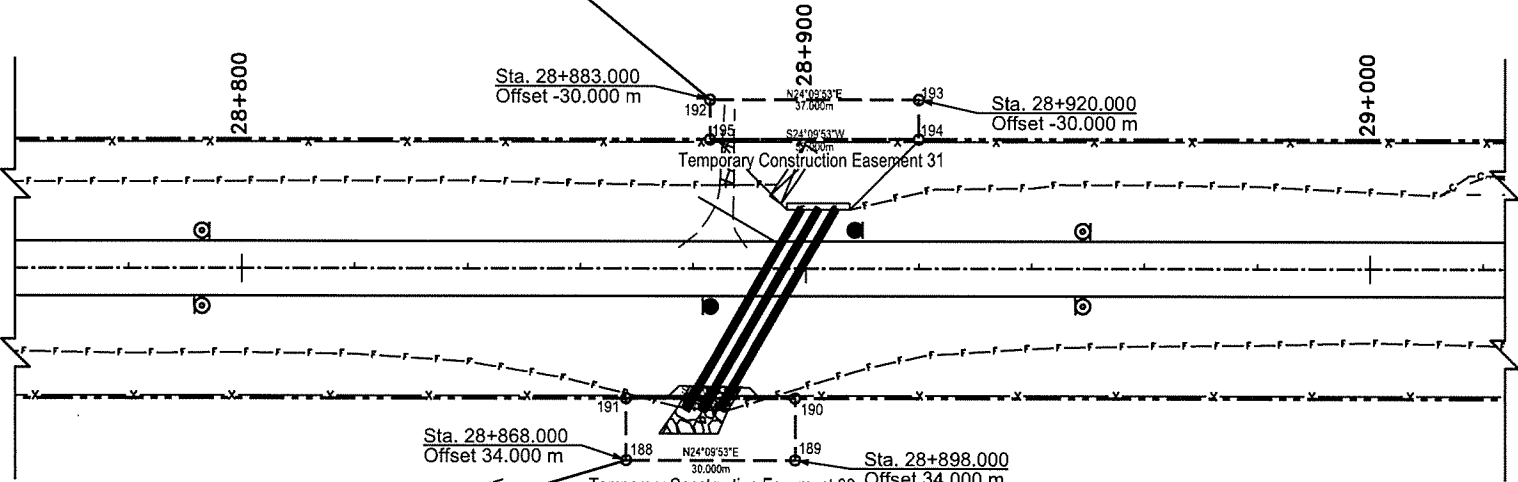 28+800
28+900
29+000
Sta. 28+883.000
Offset -30.000 m
192
N24°09'53"E
37.000m
193
Sta. 28+920.000
Offset -30.000 m
195
S24°09'53"W
194
Temporary Construction Easement 31
191
190
Sta. 28+868.000
Offset 34.000 m
188
N24°09'53"E
30.000m
189
Sta. 28+898.000
Offset 34.000 m